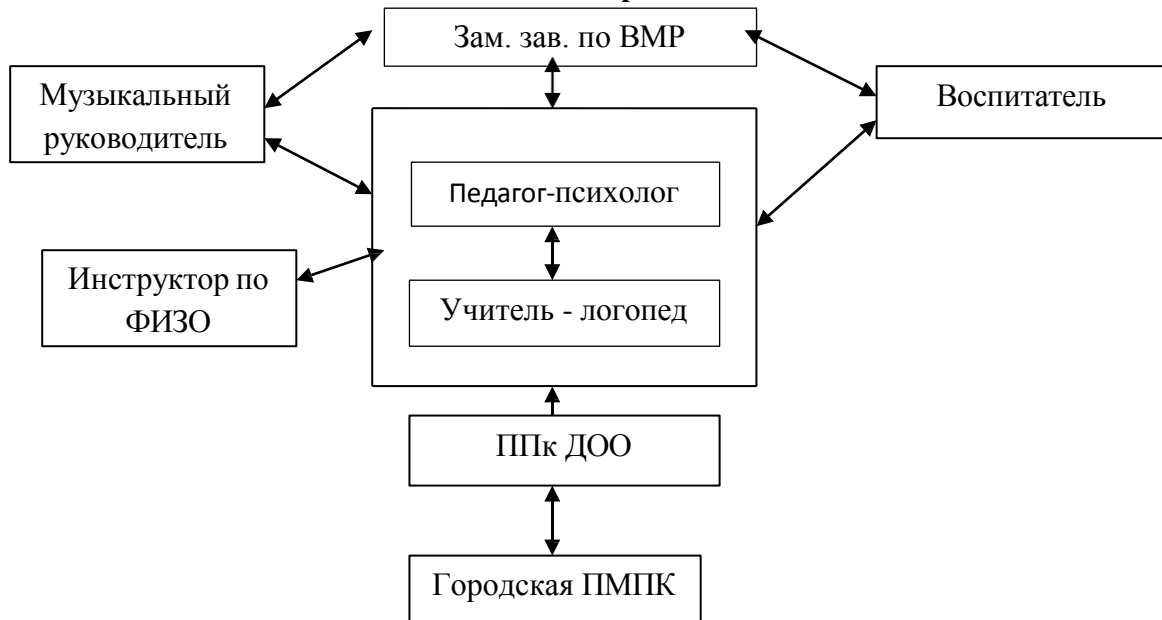 Зам. зав. по ВМР
Музыкальный
руководитель
Воспитатель
Педагог-психолог
Инструктор по
ФИЗО
Учитель - логопед
ППк ДОО
Городская ПМПК